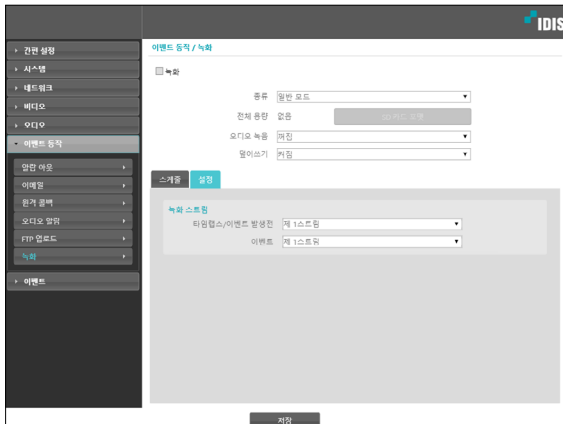 IDIS
간편 설정
시스템
네트워크
비디오
오디오
이벤트 동작
알람 아웃
이메일
원격 콜백
오디오 알림
FTP 업로드
녹화
이벤트
이벤트 동작 / 녹화
녹화
종류 일반 모드
전체 용량 없음 SD 카드 포맷
오디오 녹음 꺼짐
덮어쓰기 켜짐
스케줄 설정
녹화 스트림
타임랩스/이벤트 발생전 제 1스트림
이벤트 제 1스트림
저장